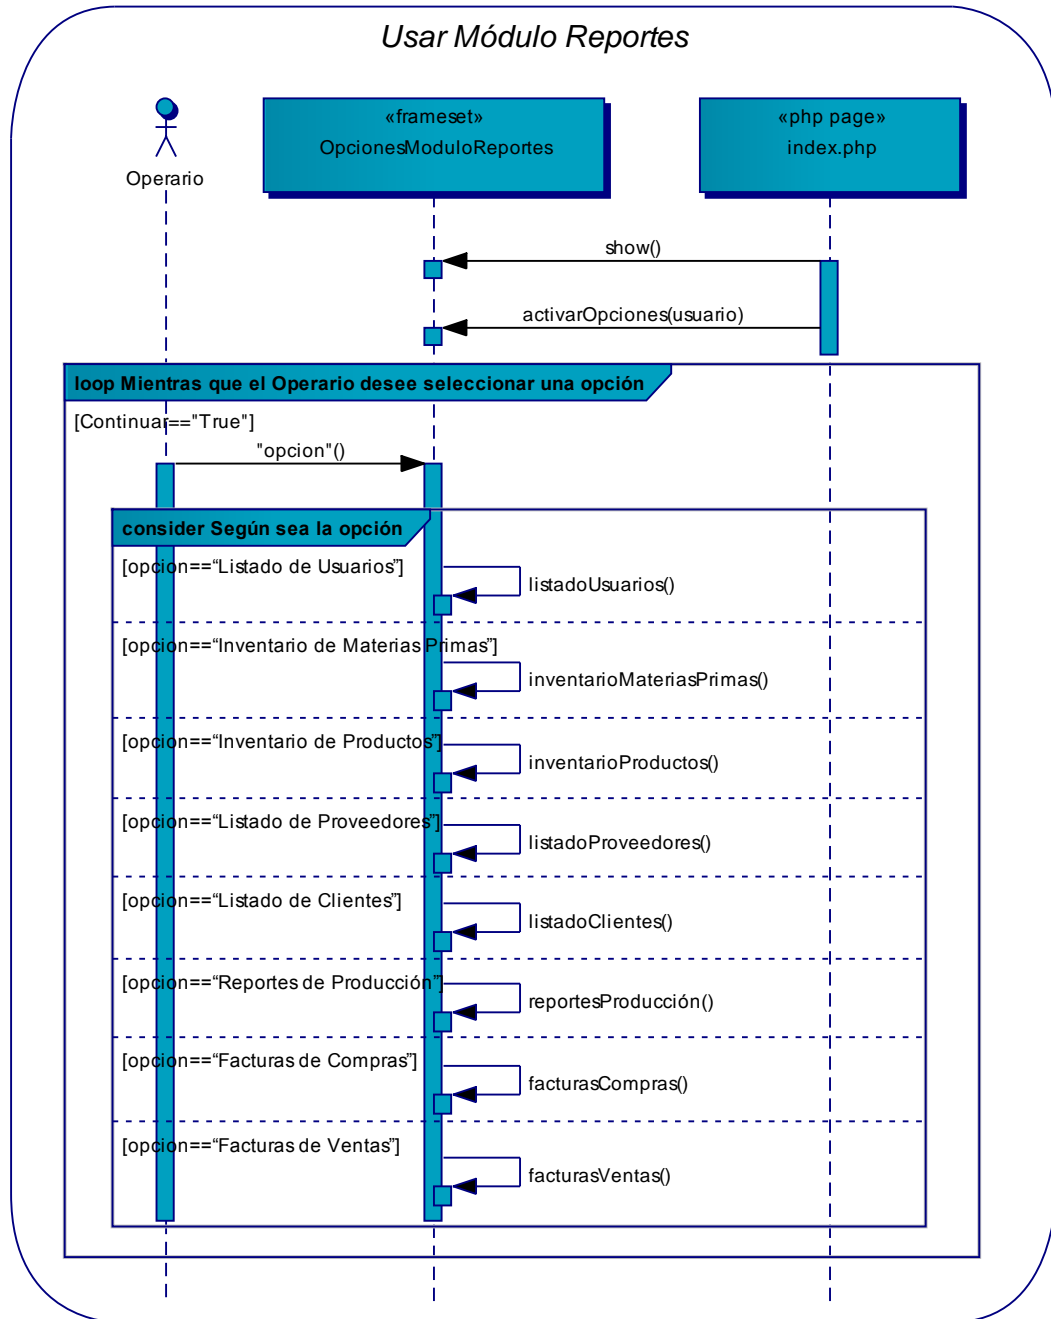 Usar Módulo Reportes
Operario
«frameset»
OpcionesModuloReportes
«php page»
index.php
show()
activarOpciones(usuario)
loop Mientras que el Operario desee seleccionar una opción
[Continuar=="True"]
"opcion"()
consider Según sea la opción
[opcion==“Listado de Usuarios”]
listadoUsuarios()
[opcion==“Inventario de Materias Primas”]
inventarioMateriasPrimas()
[opcion==“Inventario de Productos”]
inventarioProductos()
[opcion==“Listado de Proveedores”]
listadoProveedores()
[opcion==“Listado de Clientes”]
listadoClientes()
[opcion==“Reportes de Producción”]
reportesProducción()
[opcion==“Facturas de Compras”]
facturasCompras()
[opcion==“Facturas de Ventas”]
facturasVentas()